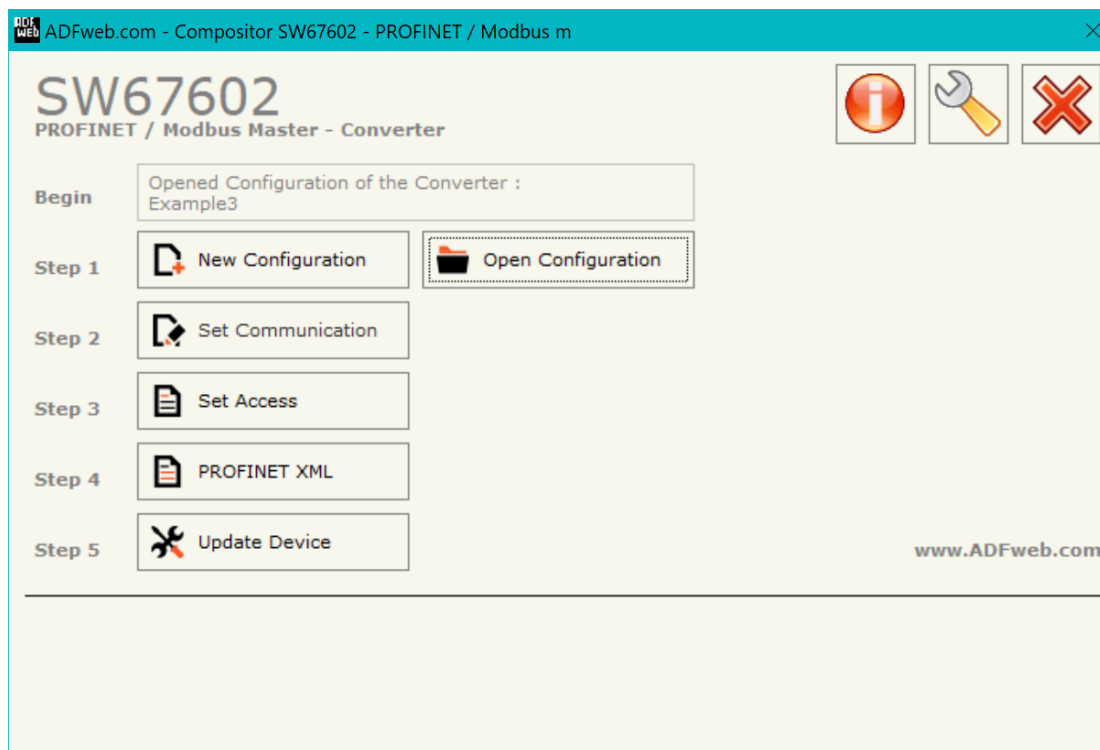 ADFweb.com - Compositor SW67602 - PROFINET / Modbus m
SW67602
PROFINET / Modbus Master - Converter
Begin
Opened Configuration of the Converter :
Example3
Step 1
New Configuration
Open Configuration
Step 2
Set Communication
Step 3
Set Access
Step 4
PROFINET XML
Step 5
Update Device
www.ADFweb.com